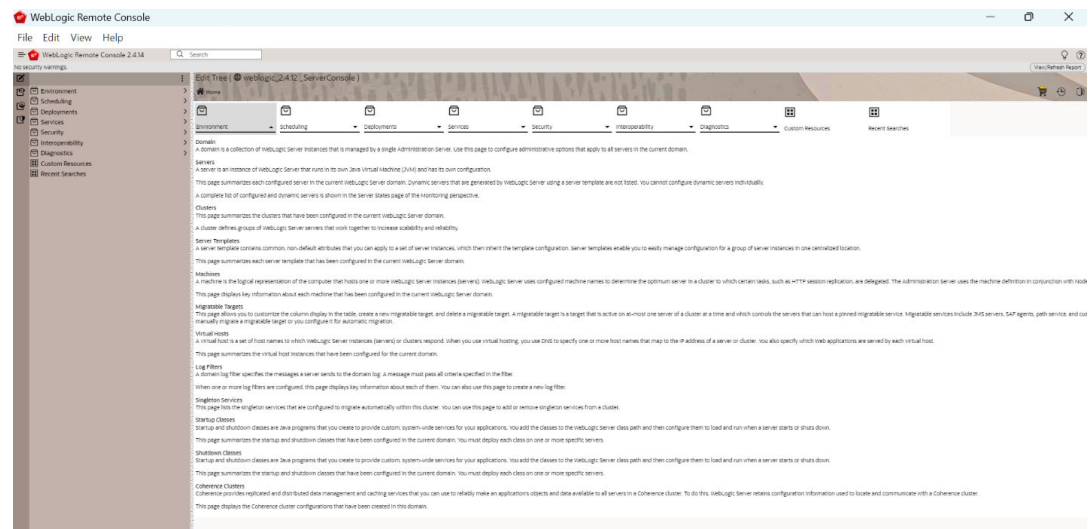 WebLogic Remote Console
File Edit View Help
WebLogic Remote Console 2.4.14
Search
No security warnings.
View/Refresh Report
Edit Tree ( weblogic_2.4.12_ServerConsole )
Home
Environment
Scheduling
Deployments
Services
Security
Interoperability
Diagnostics
Custom Resources
Recent Searches
Environment Scheduling Deployments Services Security Interoperability Diagnostics Custom Resources Recent Searches
Domain
A domain is a collection of WebLogic Server instances that is managed by a single Administration Server. Use this page to configure administrative options that apply to all servers in the current domain.
Servers
A server is an instance of WebLogic Server that runs in its own Java Virtual Machine (JVM) and has its own configuration.
This page summarizes each configured server in the current WebLogic Server domain. Dynamic servers that are generated by WebLogic Server using a server template are not listed. You cannot configure dynamic servers individually.
A complete list of configured and dynamic servers is shown in the Server States page of the Monitoring perspective.
Clusters
This page summarizes the clusters that have been configured in the current WebLogic Server domain.
A cluster defines groups of WebLogic Server servers that work together to increase scalability and reliability.
Server Templates
A server template contains common, non-default attributes that you can apply to a set of server instances, which then inherit the template configuration. Server templates enable you to easily manage configuration for a group of server instances in one centralized location.
This page summarizes each server template that has been configured in the current WebLogic Server domain.
Machines
A machine is the logical representation of the computer that hosts one or more WebLogic Server instances (servers). WebLogic Server uses configured machine names to determine the optimum server in a cluster to which certain tasks, such as HTTP session replication, are delegated. The Administration Server uses the machine definition in conjunction with Node
This page displays key information about each machine that has been configured in the current WebLogic Server domain.
Migratable Targets
This page allows you to customize the column display in the table, create a new migratable target, and delete a migratable target. A migratable target is a target that is active on at-most one server of a cluster at a time and which controls the servers that can host a pinned migratable service. Migratable services include JMS servers, SAF agents, path service, and cus
manually migrate a migratable target or you configure it for automatic migration.
Virtual Hosts
A virtual host is a set of host names to which WebLogic Server instances (servers) or clusters respond. When you use virtual hosting, you use DNS to specify one or more host names that map to the IP address of a server or cluster. You also specify which Web applications are served by each virtual host.
This page summarizes the virtual host instances that have been configured for the current domain.
Log Filters
A domain log filter specifies the messages a server sends to the domain log. A message must pass all criteria specified in the filter.
When one or more log filters are configured, this page displays key information about each of them. You can also use this page to create a new log filter.
Singleton Services
This page lists the singleton services that are configured to migrate automatically within this cluster. You can use this page to add or remove singleton services from a cluster.
Startup Classes
Startup and shutdown classes are Java programs that you create to provide custom, system-wide services for your applications. You add the classes to the WebLogic Server class path and then configure them to load and run when a server starts or shuts down.
This page summarizes the startup and shutdown classes that have been configured in the current domain. You must deploy each class on one or more specific servers.
Shutdown Classes
Startup and shutdown classes are Java programs that you create to provide custom, system-wide services for your applications. You add the classes to the WebLogic Server class path and then configure them to load and run when a server starts or shuts down.
This page summarizes the startup and shutdown classes that have been configured in the current domain. You must deploy each class on one or more specific servers.
Coherence Clusters
Coherence provides replicated and distributed data management and caching services that you can use to reliably make an application's objects and data available to all servers in a Coherence cluster. To do this, WebLogic Server retains configuration information used to locate and communicate with a Coherence cluster.
This page displays the Coherence cluster configurations that have been created in this domain.